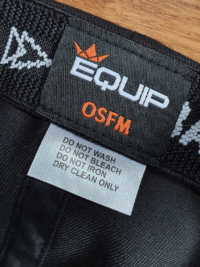 EQUIP
OSFM
DO NOT WASH
DO NOT BLEACH
DO NOT IRON
DRY CLEAN ONLY